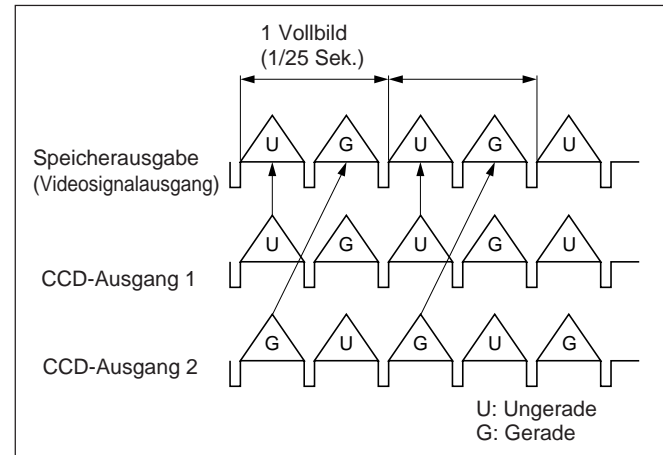 1 Vollbild
(1/25 Sek.)
U G U G U
Speicherausgabe
(Videosignalausgang)
U G U G U
CCD-Ausgang 1
G U G U G
CCD-Ausgang 2
U: Ungerade
G: Gerade